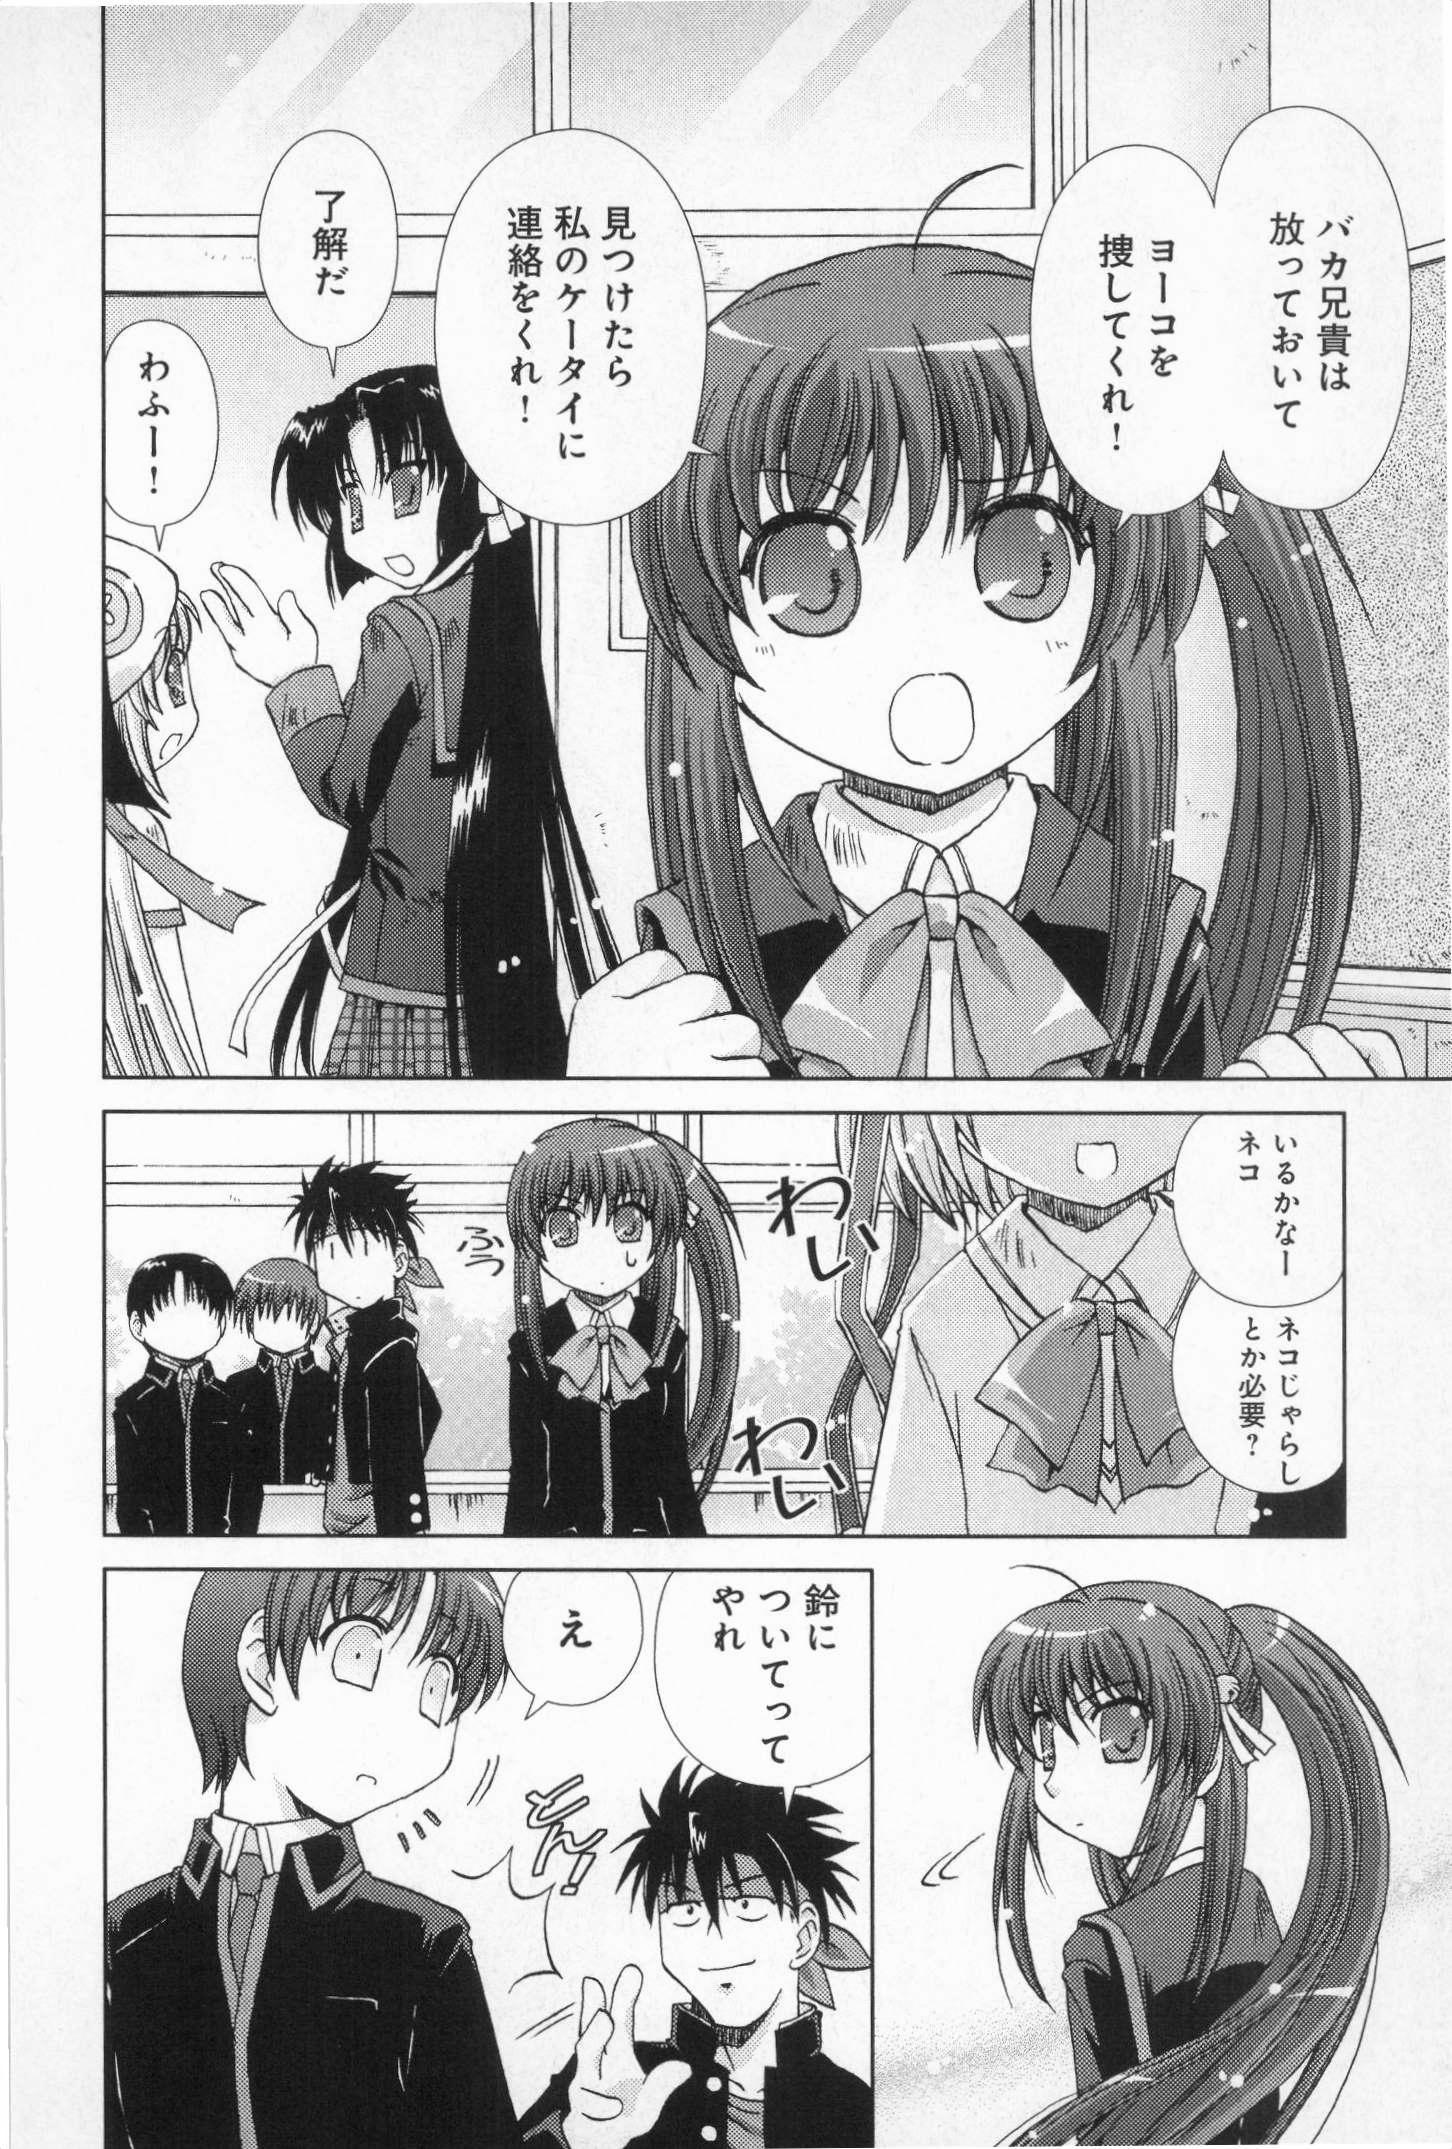 バカ兄貴は
放っておいて
ヨーコを
捜してくれ！
見つけたら
私のケータイに
連絡をくれ！
了解だ
わふー！
いるかなー
ネコ
ネコじゃらし
とか必要？
わい
わい
ふぅ
鈴に
ついてって
やれ
とん！
え